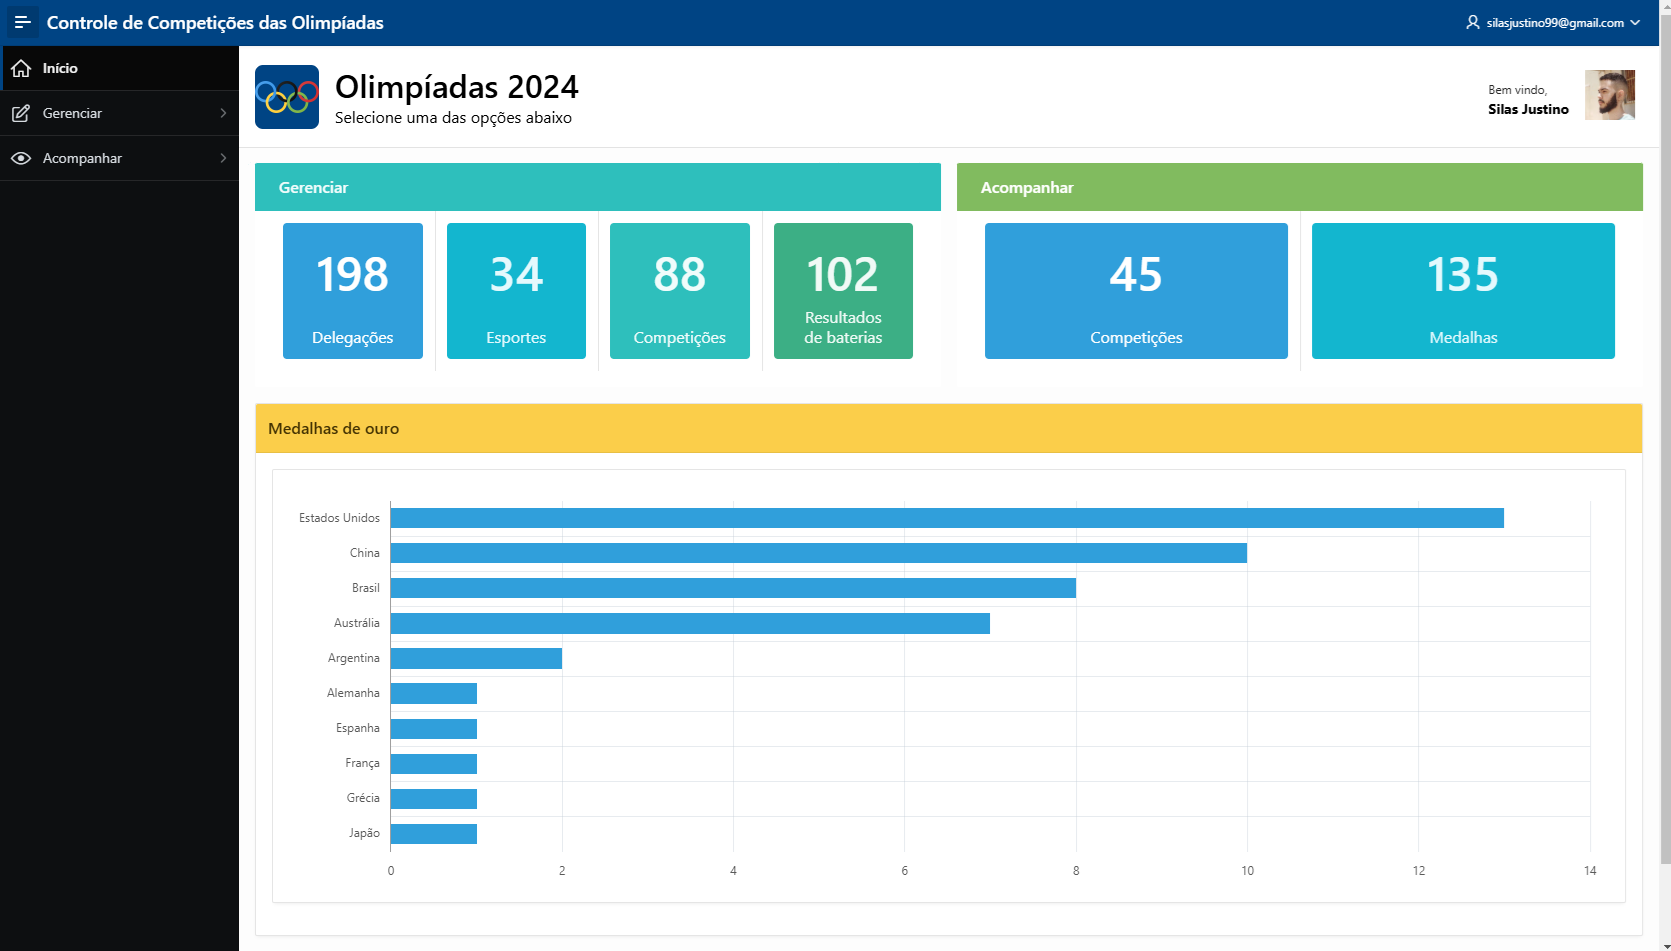 Controle de Competições das Olimpíadas
silasjustino99@gmail.com
Início
Gerenciar
Acompanhar
Olimpíadas 2024
Selecione uma das opções abaixo
Bem vindo,
Silas Justino
Gerenciar
198
Delegações
34
Esportes
88
Competições
102
Resultados
de baterias
Acompanhar
45
Competições
135
Medalhas
Medalhas de ouro
Estados Unidos
China
Brasil
Austrália
Argentina
Alemanha
Espanha
França
Grécia
Japão
0 2 4 6 8 10 12 14